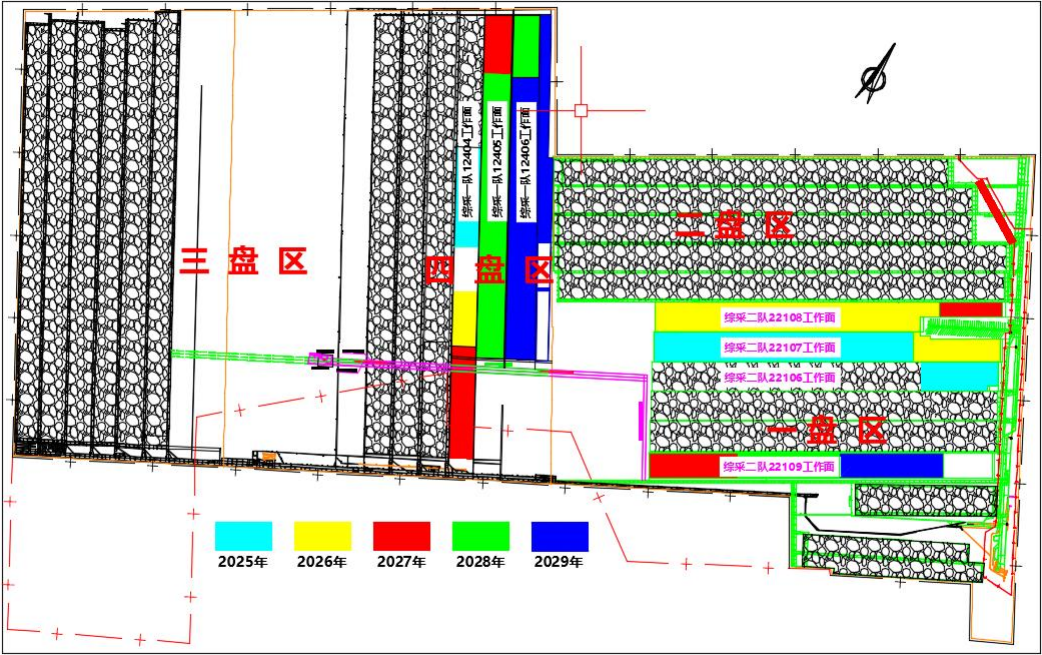 综采一队12404工作面
综采一队12405工作面
综采一队12406工作面
二盘区
三盘区
四盘区
综采二队22108工作面
综采二队22107工作面
综采二队22106工作面
一盘区
综采二队22109工作面
2025年
2026年
2027年
2028年
2029年